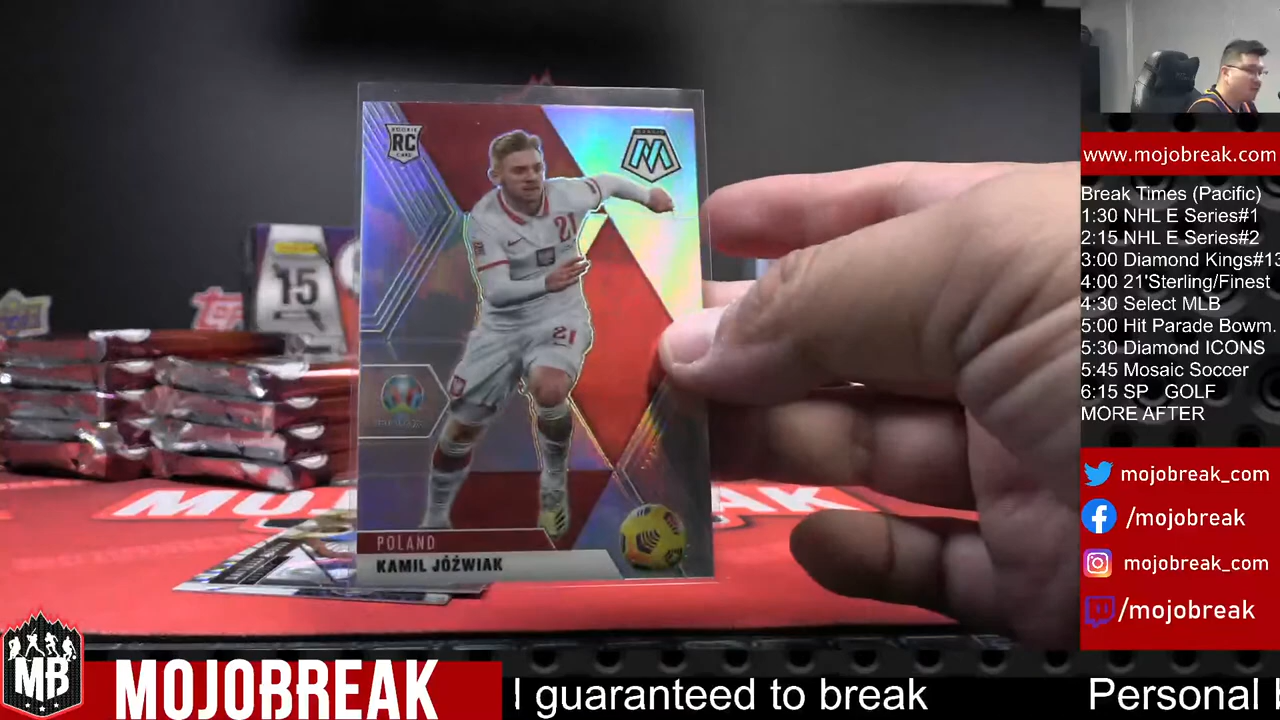 ROOKIE
RC
CARD
MOSAIC
21
21
15
POLAND
KAMIL JÓŹWIAK
MOJOBREAK
www.mojobreak.com
Break Times (Pacific)
1:30 NHL E Series#1
2:15 NHL E Series#2
3:00 Diamond Kings#13
4:00 21'Sterling/Finest
4:30 Select MLB
5:00 Hit Parade Bowm.
5:30 Diamond ICONS
5:45 Mosaic Soccer
6:15 SP GOLF
MORE AFTER
mojobreak_com
/mojobreak
mojobreak_com
/mojobreak
MB
MOJOBREAK
I guaranteed to break
Personal